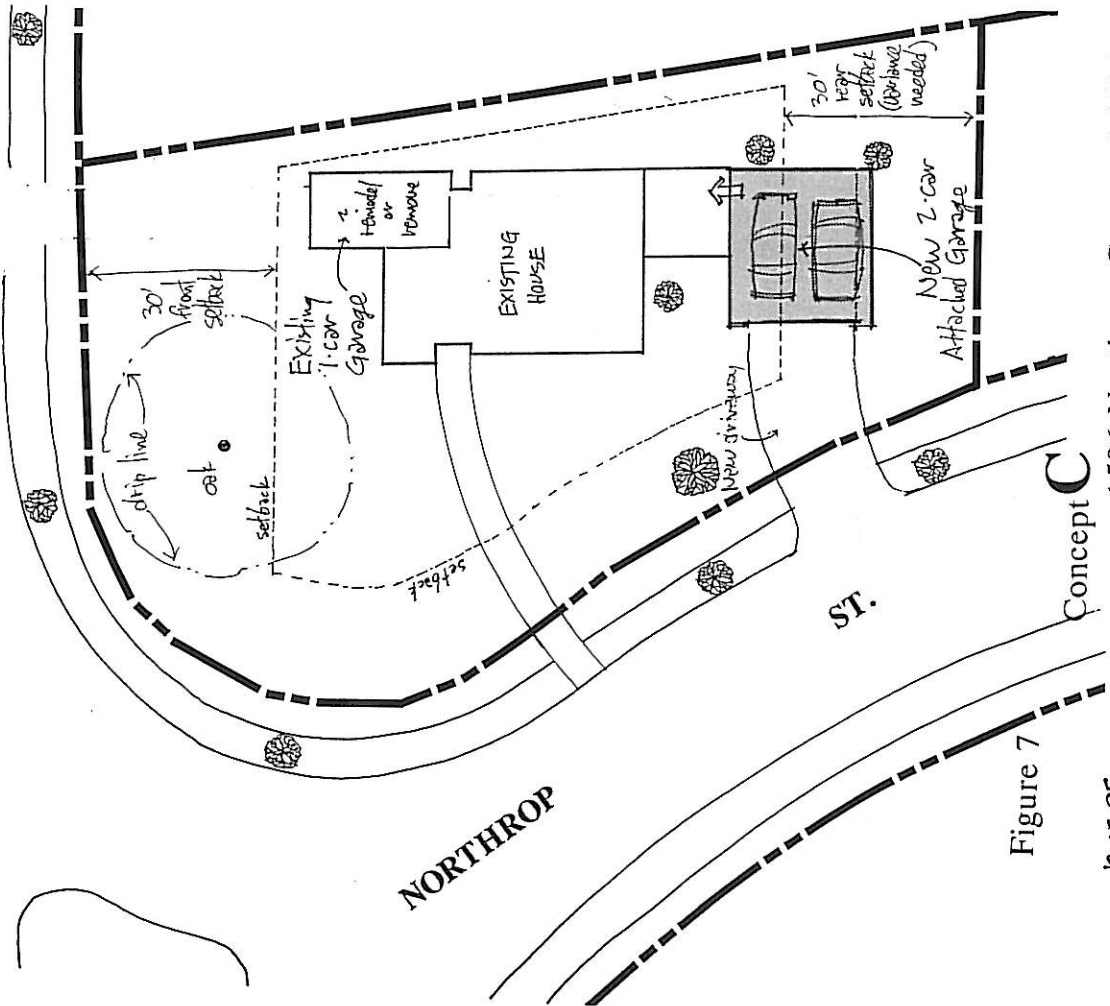 30'
front
setback
drip line
oak
setback
Existing
1-car
Garage
remodel
or
remove
EXISTING
HOUSE
setback
New driveway
30'
rear
setback
(variance
needed)
New 2-car
Attached Garage
NORTHROP
ST.
Figure 7
Concept C